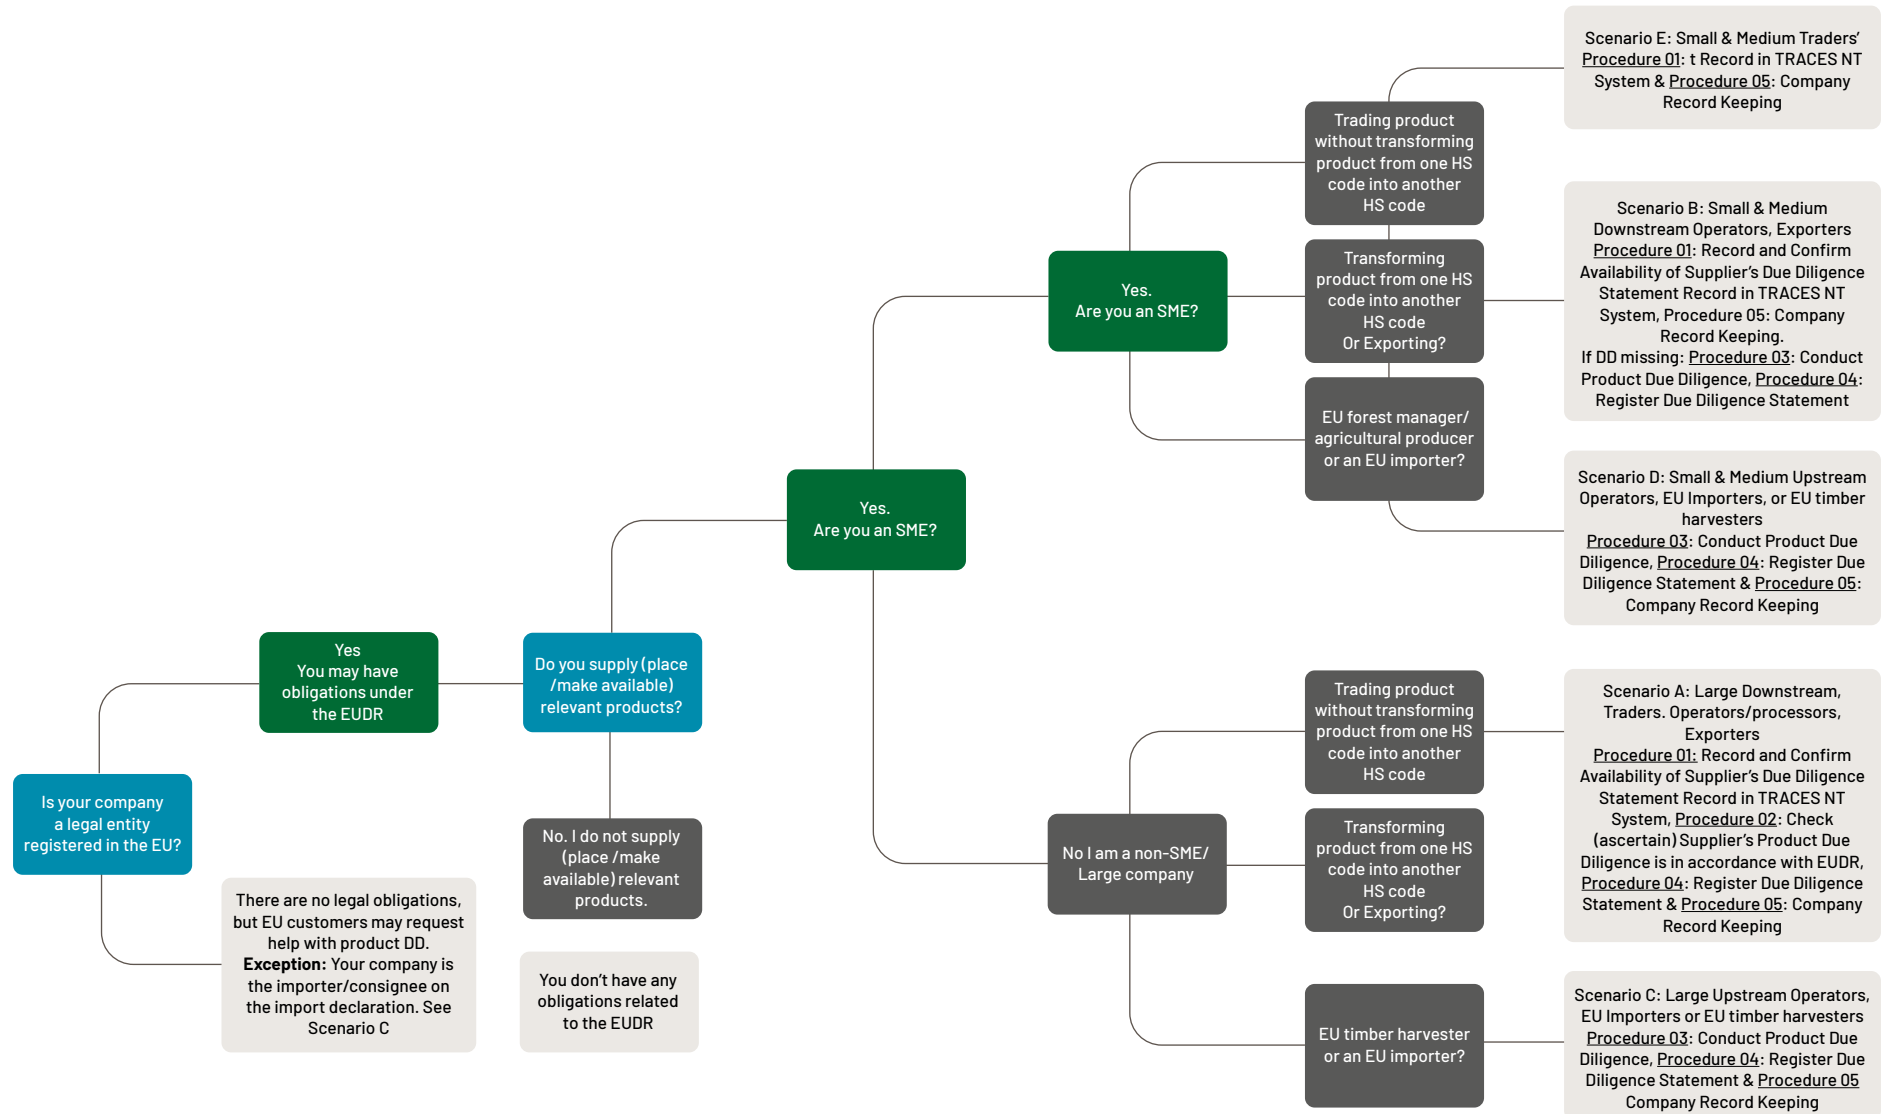 Is your company
a legal entity
registered in the EU?
Yes
You may have
obligations under
the EUDR
There are no legal obligations,
but EU customers may request
help with product DD.
Exception: Your company is
the importer/consignee on
the import declaration. See
Scenario C
Do you supply (place
/make available)
relevant products?
No. I do not supply
(place /make
available) relevant
products.
You don't have any
obligations related
to the EUDR
Yes.
Are you an SME?
Yes.
Are you an SME?
Trading product
without transforming
product from one HS
code into another
HS code
Transforming
product from one HS
code into another
HS code
Or Exporting?
EU forest manager/
agricultural producer
or an EU importer?
Scenario E: Small & Medium Traders'
Procedure 01: t Record in TRACES NT
System & Procedure 05: Company
Record Keeping
Scenario B: Small & Medium
Downstream Operators, Exporters
Procedure 01: Record and Confirm
Availability of Supplier's Due Diligence
Statement Record in TRACES NT
System, Procedure 05: Company
Record Keeping.
If DD missing: Procedure 03: Conduct
Product Due Diligence, Procedure 04:
Register Due Diligence Statement
Scenario D: Small & Medium Upstream
Operators, EU Importers, or EU timber
harvesters
Procedure 03: Conduct Product Due
Diligence, Procedure 04: Register Due
Diligence Statement & Procedure 05:
Company Record Keeping
No I am a non-SME/
Large company
Trading product
without transforming
product from one HS
code into another
HS code
Transforming
product from one HS
code into another
HS code
Or Exporting?
EU timber harvester
or an EU importer?
Scenario A: Large Downstream,
Traders. Operators/processors,
Exporters
Procedure 01: Record and Confirm
Availability of Supplier's Due Diligence
Statement Record in TRACES NT
System, Procedure 02: Check
(ascertain) Supplier's Product Due
Diligence is in accordance with EUDR,
Procedure 04: Register Due Diligence
Statement & Procedure 05: Company
Record Keeping
Scenario C: Large Upstream Operators,
EU Importers or EU timber harvesters
Procedure 03: Conduct Product Due
Diligence, Procedure 04: Register Due
Diligence Statement & Procedure 05
Company Record Keeping